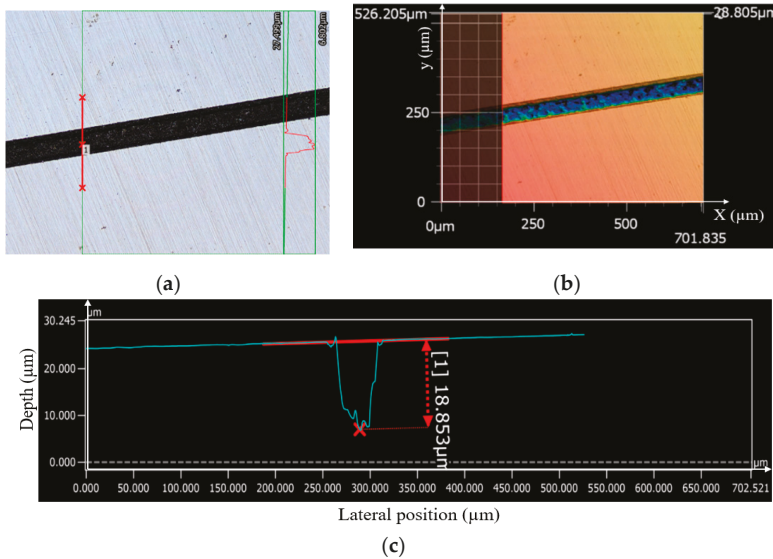 6.802µm
1
(a)
526.205µm
28.805µm
y (µm)
250
0
0µm
250
500
X (µm)
701.835
(b)
µm
30.245
20.000
10.000
0.000
Depth (µm)
[1] 18.853µm
µm
0.000
50.000
100.000
150.000
200.000
250.000
300.000
350.000
400.000
450.000
500.000
550.000
600.000
650.000
702.521
Lateral position (µm)
(c)